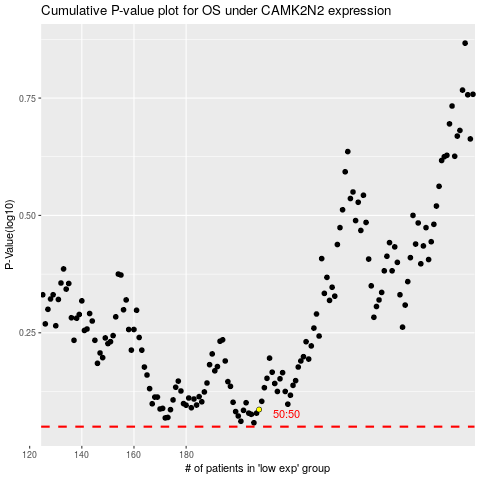 Cumulative P-value plot for OS under CAMK2N2 expression
P-Value(log10)
0.75
0.50
0.25
50:50
120 140 160 180
# of patients in 'low exp' group